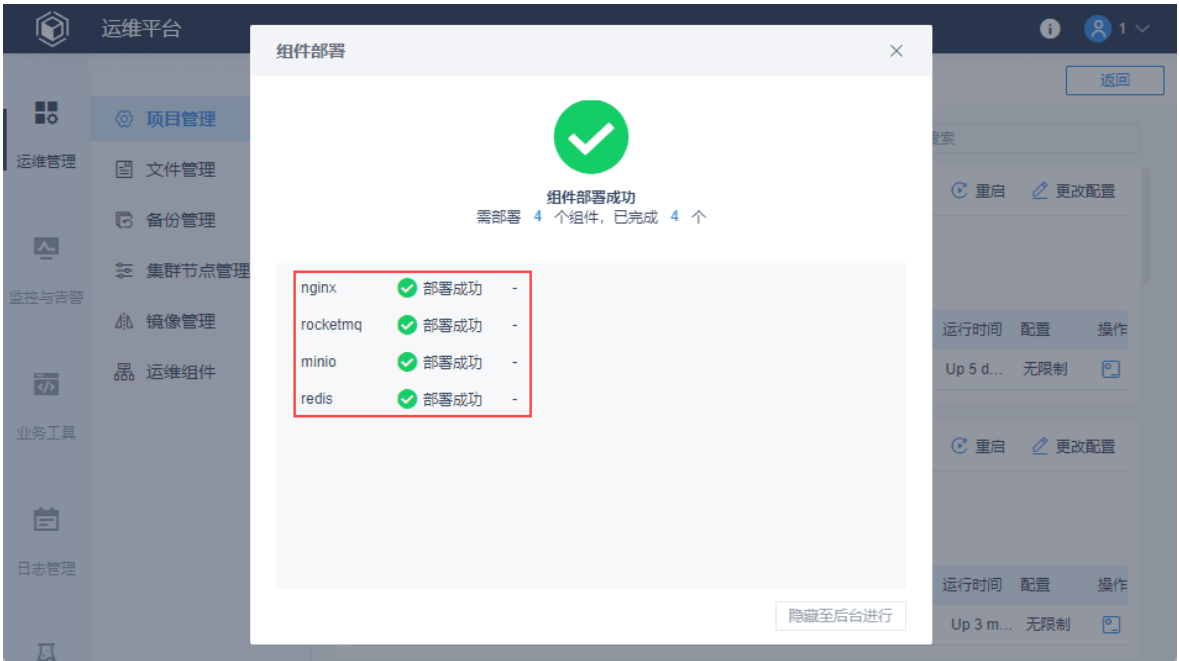 运维平台
1
组件部署
返回
运维管理
项目管理
搜索
文件管理
组件部署成功
重启 更改配置
备份管理
需部署 4 个组件，已完成 4 个
监控与告警
集群节点管理
nginx 部署成功 -
镜像管理
rocketmq 部署成功 -
运行时间 配置 操作
运维组件
minio 部署成功 -
Up 5 d... 无限制
redis 部署成功 -
业务工具
重启 更改配置
日志管理
运行时间 配置 操作
隐藏至后台进行
Up 3 m... 无限制